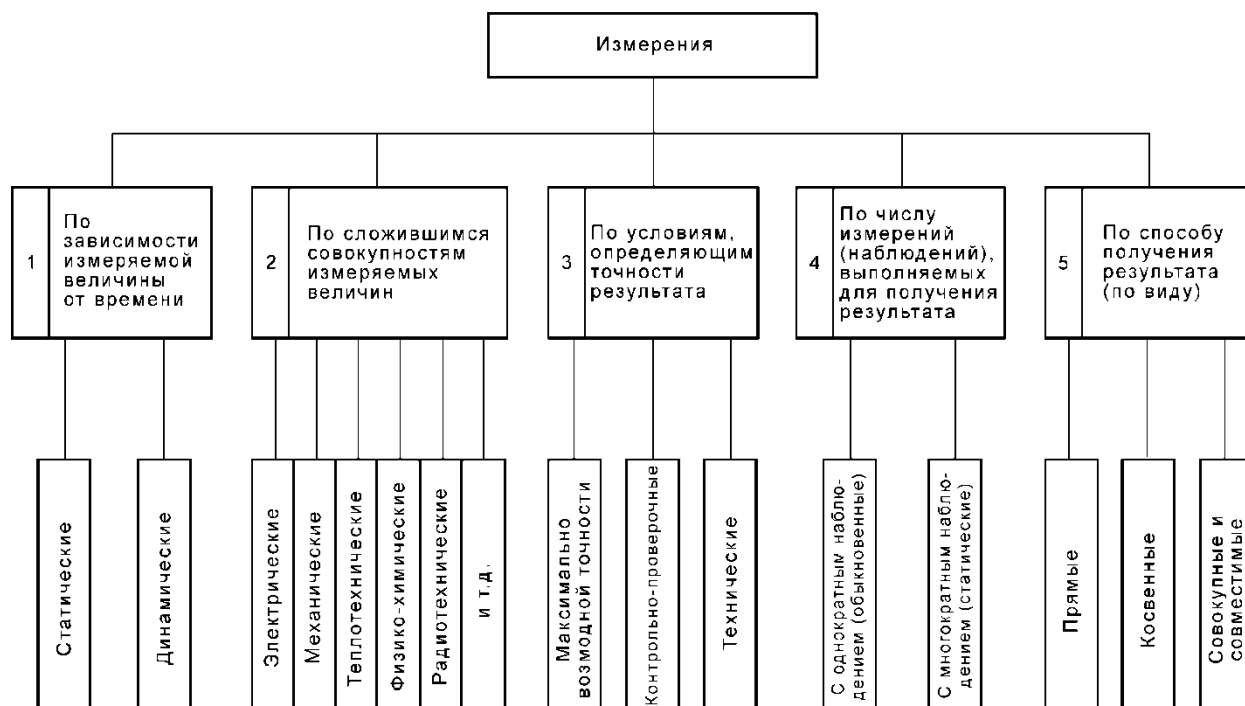 Измерения
1
По
зависимости
измеряемой
величины
от времени
2
По сложившимся
совокупностям
измеряемых
величин
3
По условиям,
определяющим
точности
результата
4
По числу
измерений
(наблюдений),
выполняемых
для получения
результата
5
По способу
получения
результата
(по виду)
Статические
Динамические
Электрические
Механические
Теплотехнические
Физико-химические
Радиотехнические
и т.д.
Максимально
возмодной точности
Контрольно-проверочные
Технические
С однократным наблю-
дением (обыкновенные)
С многократным наблю-
дением (статические)
Прямые
Косвенные
Совокупные и
совместимые